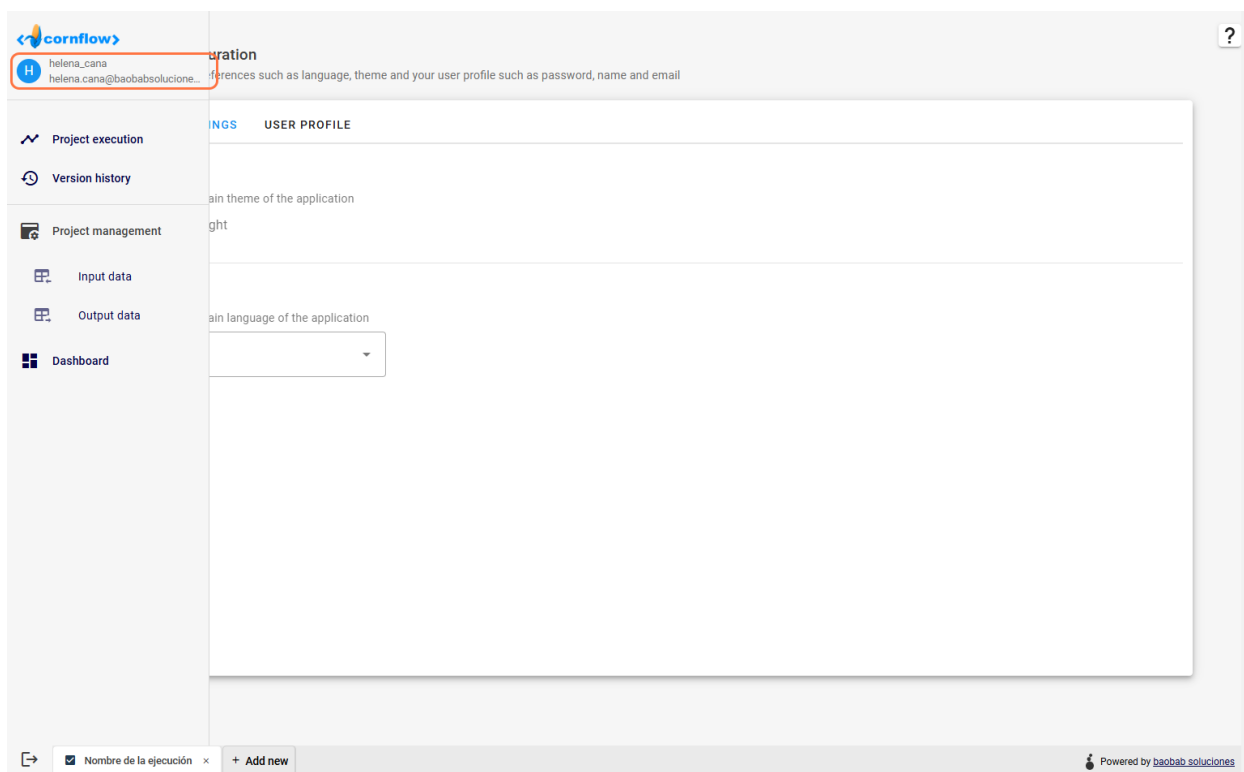 cornflow
H
helena_cana
helena.cana@baobabsolucione...
uration
ferences such as language, theme and your user profile such as password, name and email
?
Project execution
Version history
Project management
Input data
Output data
Dashboard
INGS USER PROFILE
ain theme of the application
ght
ain language of the application
Nombre de la ejecución × + Add new
Powered by baobab soluciones